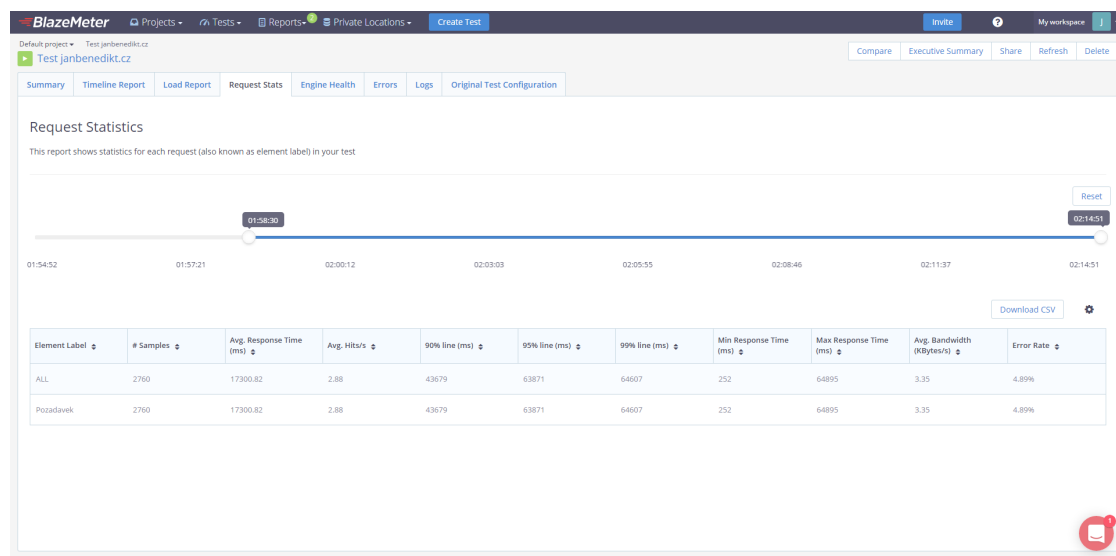 BlazeMeter Projects Tests Reports 2 Private Locations Create Test Invite ? My workspace J
Default project Test janbenedikt.cz
Test janbenedikt.cz
Compare Executive Summary Share Refresh Delete
Summary Timeline Report Load Report Request Stats Engine Health Errors Logs Original Test Configuration
Request Statistics
This report shows statistics for each request (also known as element label) in your test
Reset
01:58:30 02:14:51
01:54:52 01:57:21 02:00:12 02:03:03 02:05:55 02:08:46 02:11:37 02:14:51
Download CSV
Element Label # Samples Avg. Response Time (ms) Avg. Hits/s 90% line (ms) 95% line (ms) 99% line (ms) Min Response Time (ms) Max Response Time (ms) Avg. Bandwidth (KBytes/s) Error Rate
ALL 2760 17300.82 2.88 43679 63871 64607 252 64895 3.35 4.89%
Pozadavek 2760 17300.82 2.88 43679 63871 64607 252 64895 3.35 4.89%
1